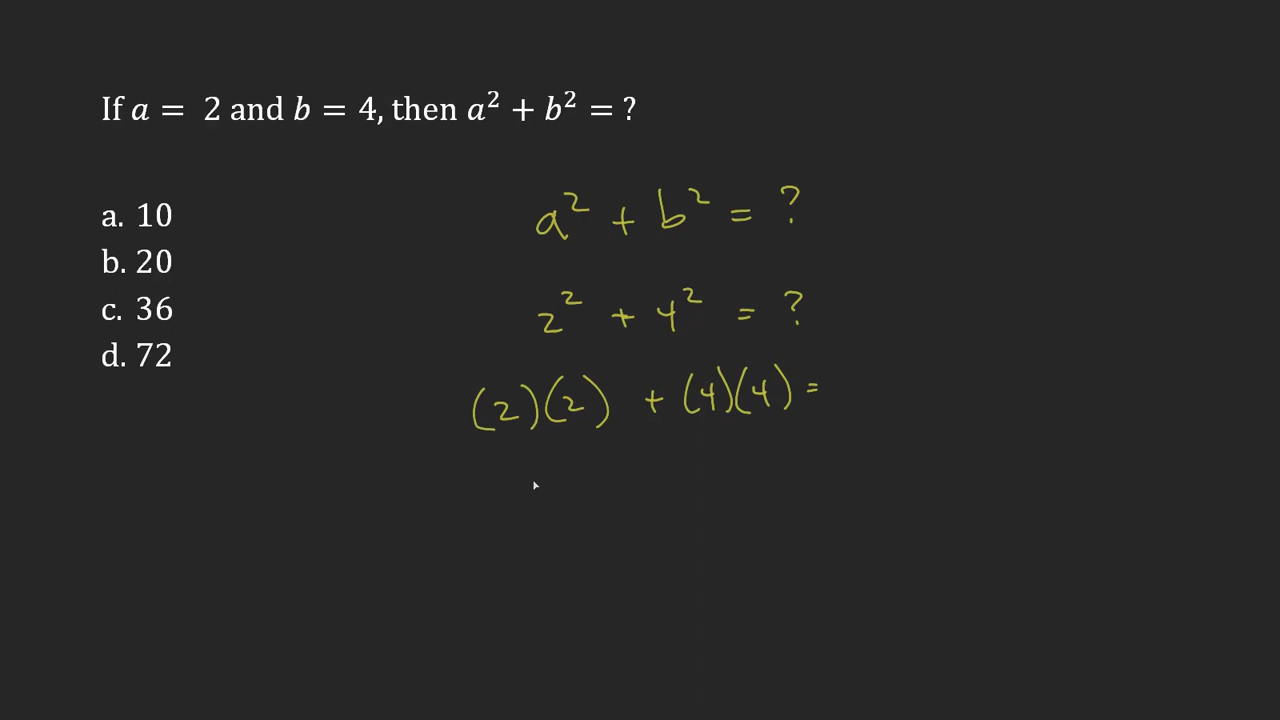 If a = 2 and b = 4, then a² + b² = ?
a. 10
b. 20
c. 36
d. 72
a² + b² = ?
2² + 4² = ?
(2)(2) + (4)(4) =